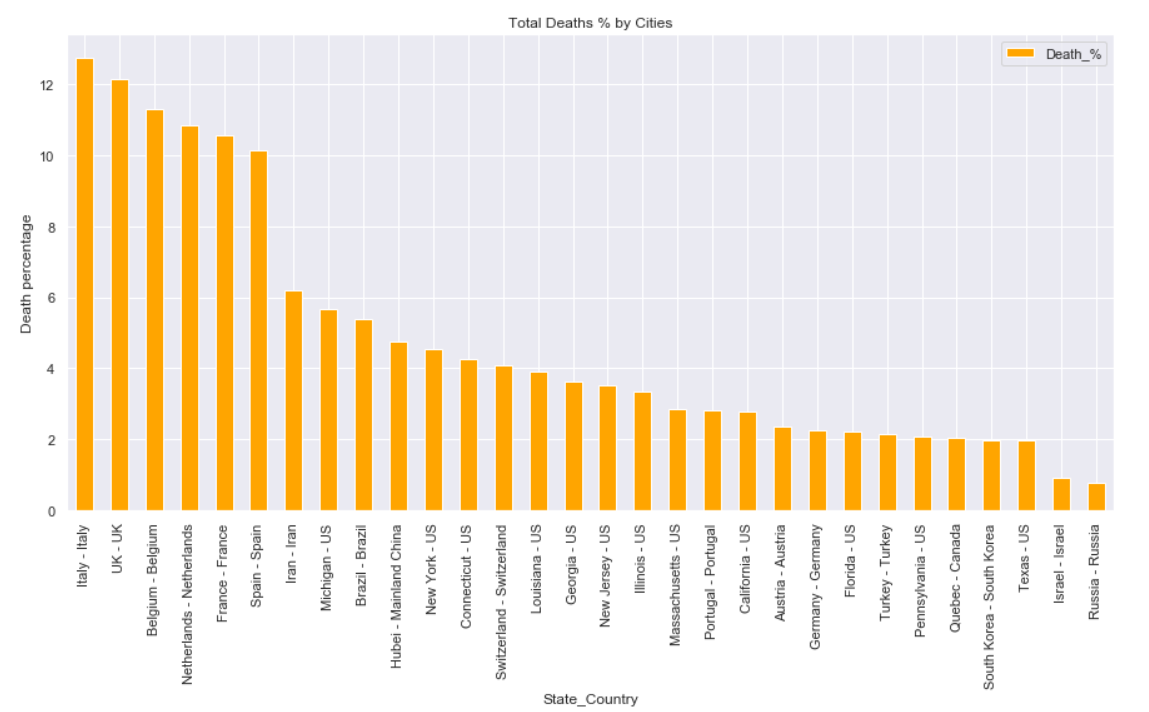 Total Deaths % by Cities
Death_%
Death percentage
12
10
8
6
4
2
0
Italy - Italy
UK - UK
Belgium - Belgium
Netherlands - Netherlands
France - France
Spain - Spain
Iran - Iran
Michigan - US
Brazil - Brazil
Hubei - Mainland China
New York - US
Connecticut - US
Switzerland - Switzerland
Louisiana - US
Georgia - US
New Jersey - US
Illinois - US
Massachusetts - US
Portugal - Portugal
California - US
Austria - Austria
Germany - Germany
Florida - US
Turkey - Turkey
Pennsylvania - US
Quebec - Canada
South Korea - South Korea
Texas - US
Israel - Israel
Russia - Russia
State_Country